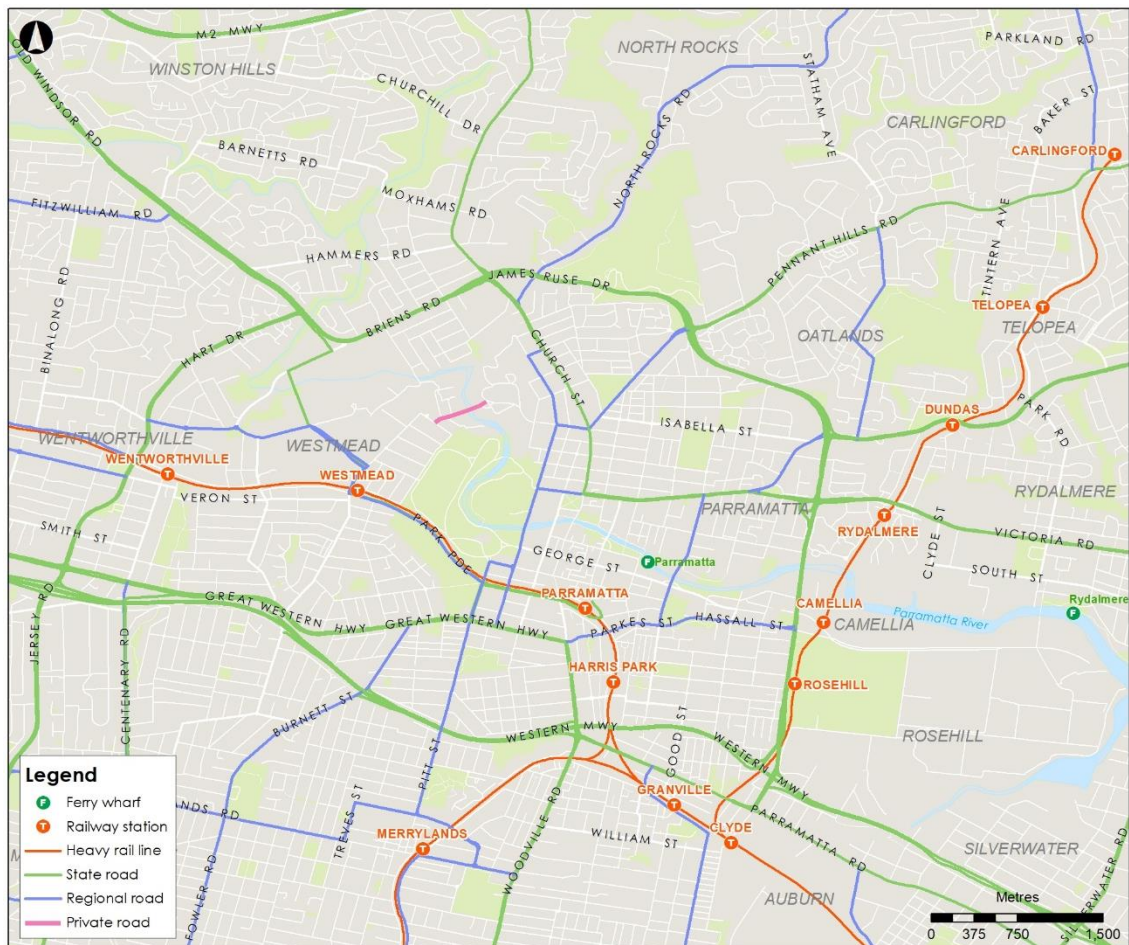 M2 MWY
NORTH ROCKS
PARKLAND RD
OLD WINDSOR RD
WINSTON HILLS
STATHAM AVE
CHURCHILL DR
BAKER ST
NORTH ROCKS RD
CARLINGFORD
BARNETTS RD
CARLINGFORD
MOXHAMS RD
FITZWILLIAM RD
TINTERN AVE
PENNANT HILLS RD
HAMMERS RD
JAMES RUSE DR
BINALONG RD
BRIENS RD
TELOPEA
TELOPEA
OATLANDS
HART DR
CHURCH ST
DUNDAS
PARK RD
ISABELLA ST
WENTWORTHVILLE
WESTMEAD
WENTWORTHVILLE
WESTMEAD
RYDALMERE
VERON ST
PARRAMATTA
SMITH ST
PARK PDE
RYDALMERE
CLYDE ST
VICTORIA RD
GEORGE ST
Parramatta
SOUTH ST
JERSEY RD
GREAT WESTERN HWY
GREAT WESTERN HWY
PARRAMATTA
CAMELLIA
Rydalmere
Parramatta River
PARKES ST
HASSALL ST
CAMELLIA
CENTENARY RD
HARRIS PARK
ROSEHILL
BURNETT ST
GOOD ST
WESTERN MWY
WESTERN MWY
ROSEHILL
PITT ST
Legend
F Ferry wharf
T Railway station
Heavy rail line
State road
Regional road
Private road
NDS RD
TREVES ST
GRANVILLE
PARRAMATTA RD
MERRYLANDS
WOODVILLE RD
WILLIAM ST
CLYDE
SILVERWATER
FOWLER RD
AUBURN
SILVERWATER RD
Metres
0 375 750 1,500